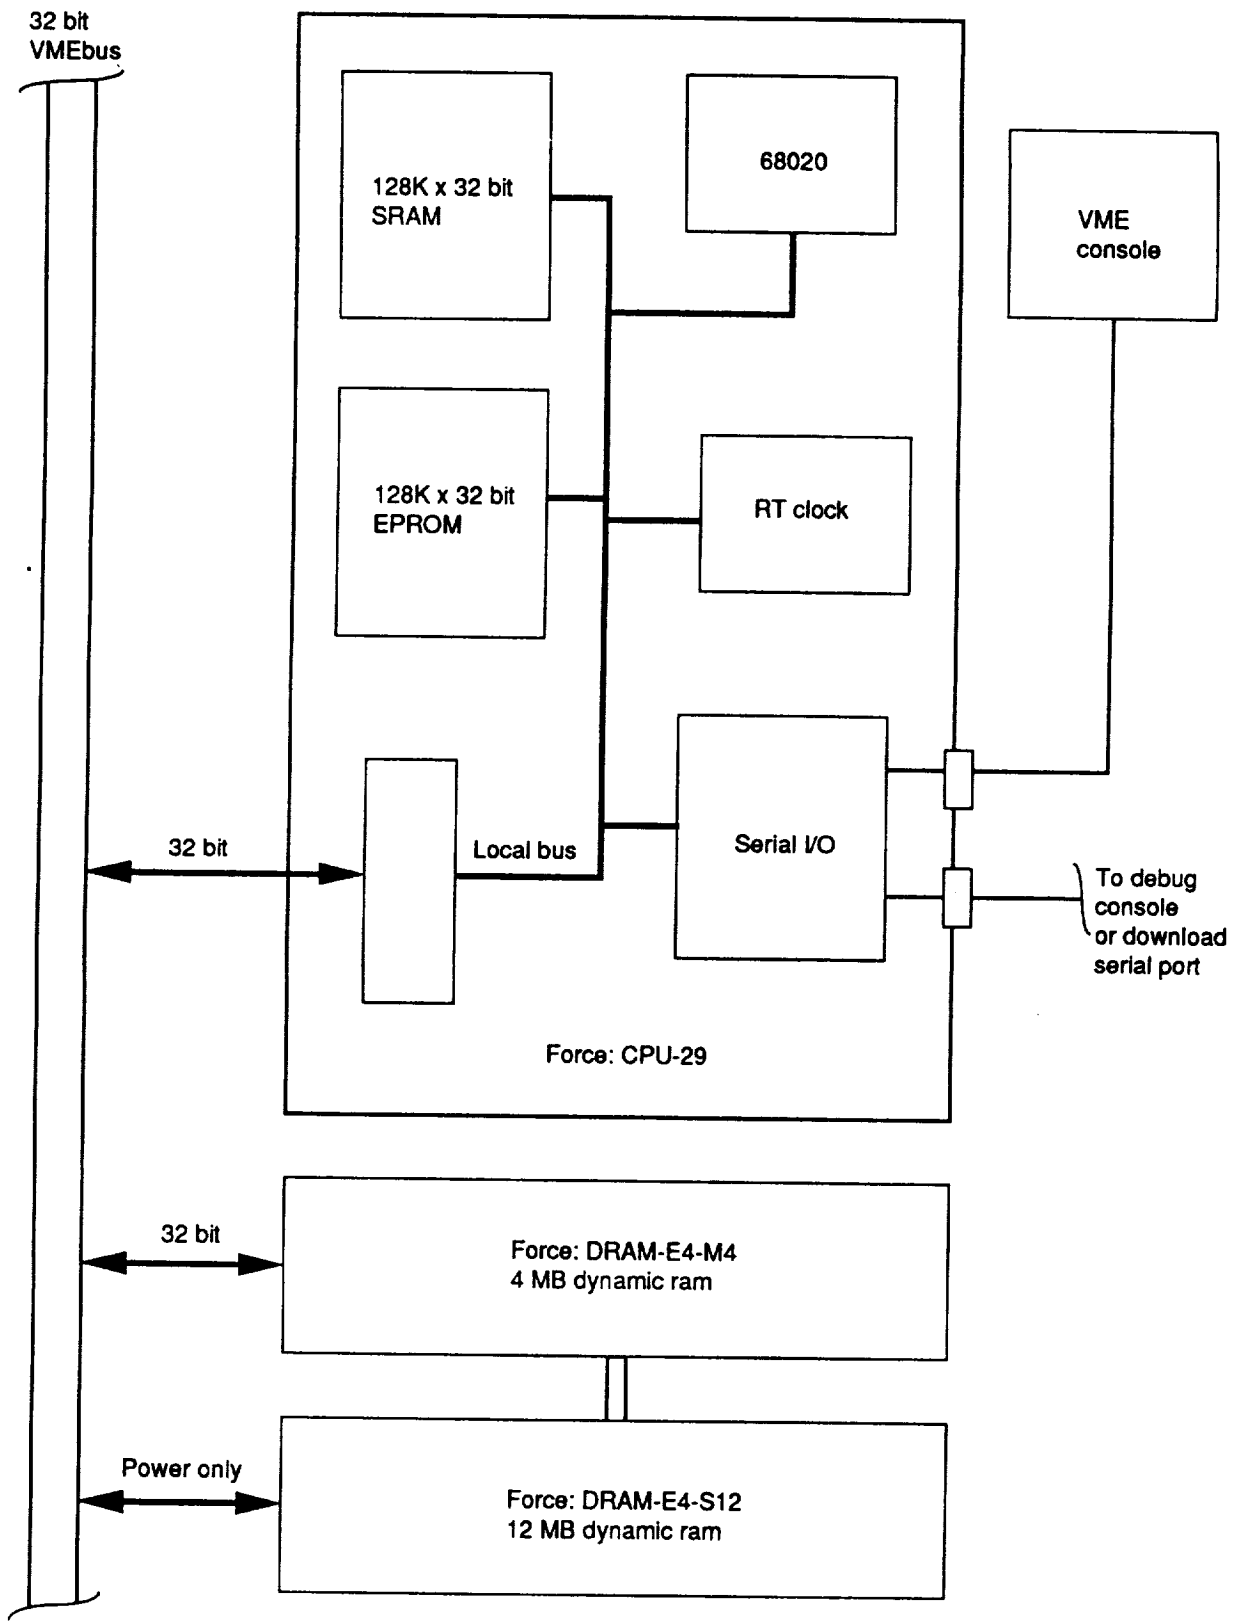 32 bit
VMEbus
128K x 32 bit
SRAM
68020
VME
console
128K x 32 bit
EPROM
RT clock
32 bit
Local bus
Serial I/O
To debug
console
or download
serial port
Force: CPU-29
32 bit
Force: DRAM-E4-M4
4 MB dynamic ram
Power only
Force: DRAM-E4-S12
12 MB dynamic ram